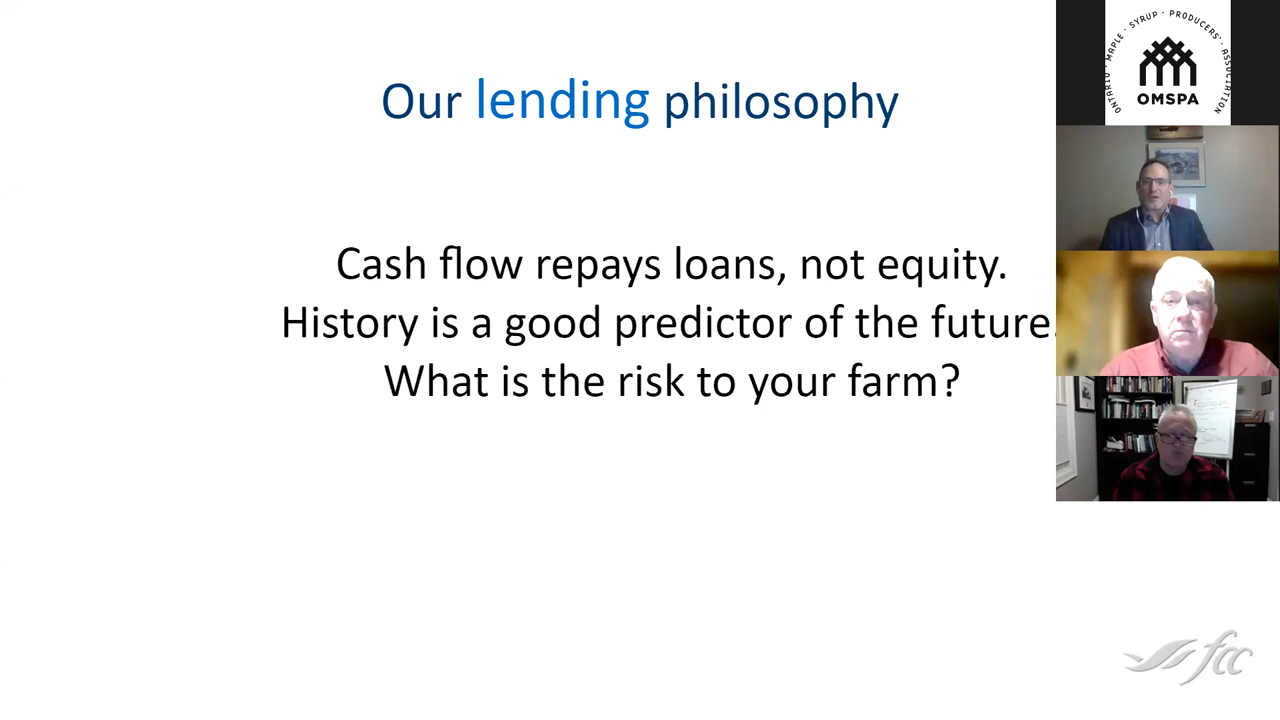 Our lending philosophy
Cash flow repays loans, not equity.
History is a good predictor of the future.
What is the risk to your farm?
ONTARIO · MAPLE · SYRUP · PRODUCERS' · ASSOCIATION
OMSPA
fcc